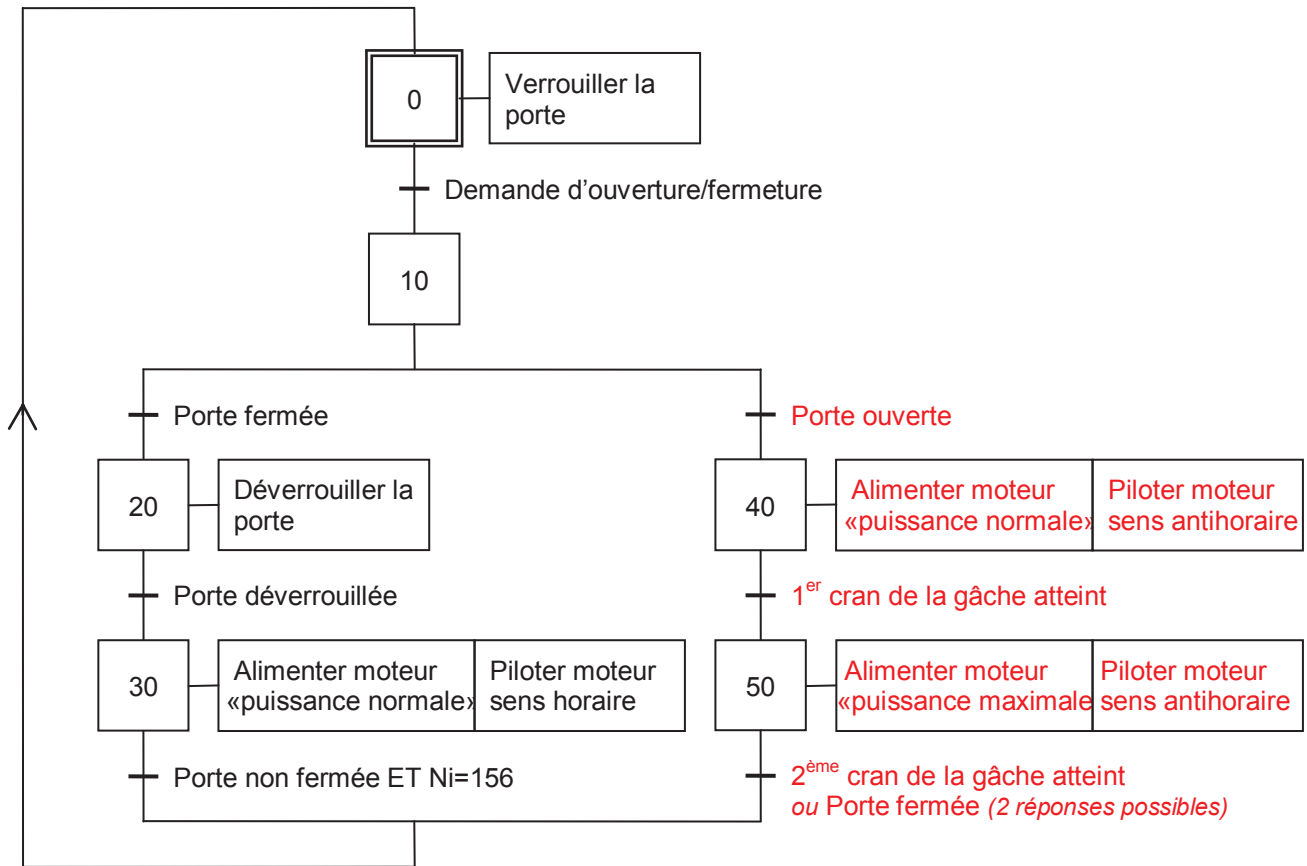 0
Verrouiller la
porte
Demande d'ouverture/fermeture
10
Porte fermée
Porte ouverte
20
Déverrouiller la
porte
40
Alimenter moteur
«puissance normale»
Piloter moteur
sens antihoraire
Porte déverrouillée
1er cran de la gâche atteint
30
Alimenter moteur
«puissance normale»
Piloter moteur
sens horaire
50
Alimenter moteur
«puissance maximale
Piloter moteur
sens antihoraire
Porte non fermée ET Ni=156
2ème cran de la gâche atteint
ou Porte fermée (2 réponses possibles)